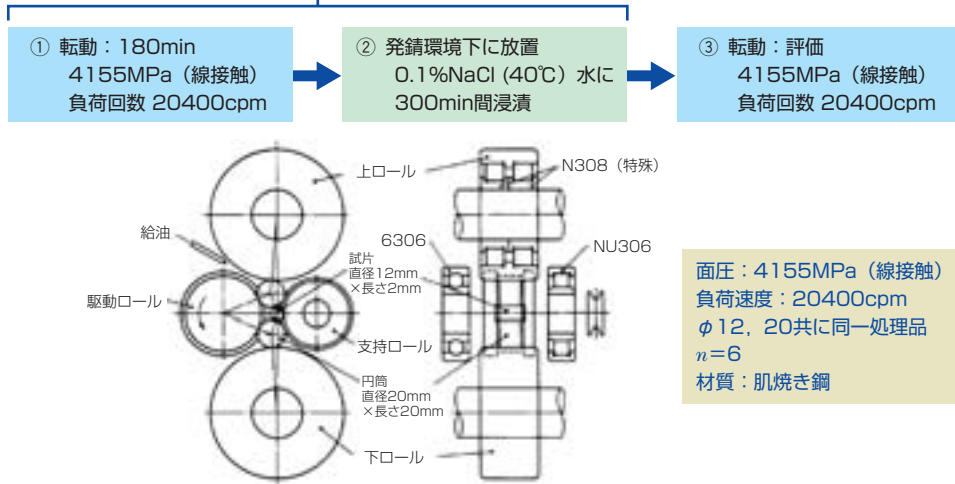 ① 転動：180min
4155MPa（線接触）
負荷回数 20400cpm
② 発錆環境下に放置
0.1%NaCl (40℃) 水に
300min間浸漬
③ 転動：評価
4155MPa（線接触）
負荷回数 20400cpm
上ロール
N308（特殊）
給油
6306
NU306
試片
直径12mm
×長さ2mm
駆動ロール
支持ロール
円筒
直径20mm
×長さ20mm
下ロール
面圧：4155MPa（線接触）
負荷速度：20400cpm
φ12，20共に同一処理品
n=6
材質：肌焼き鋼